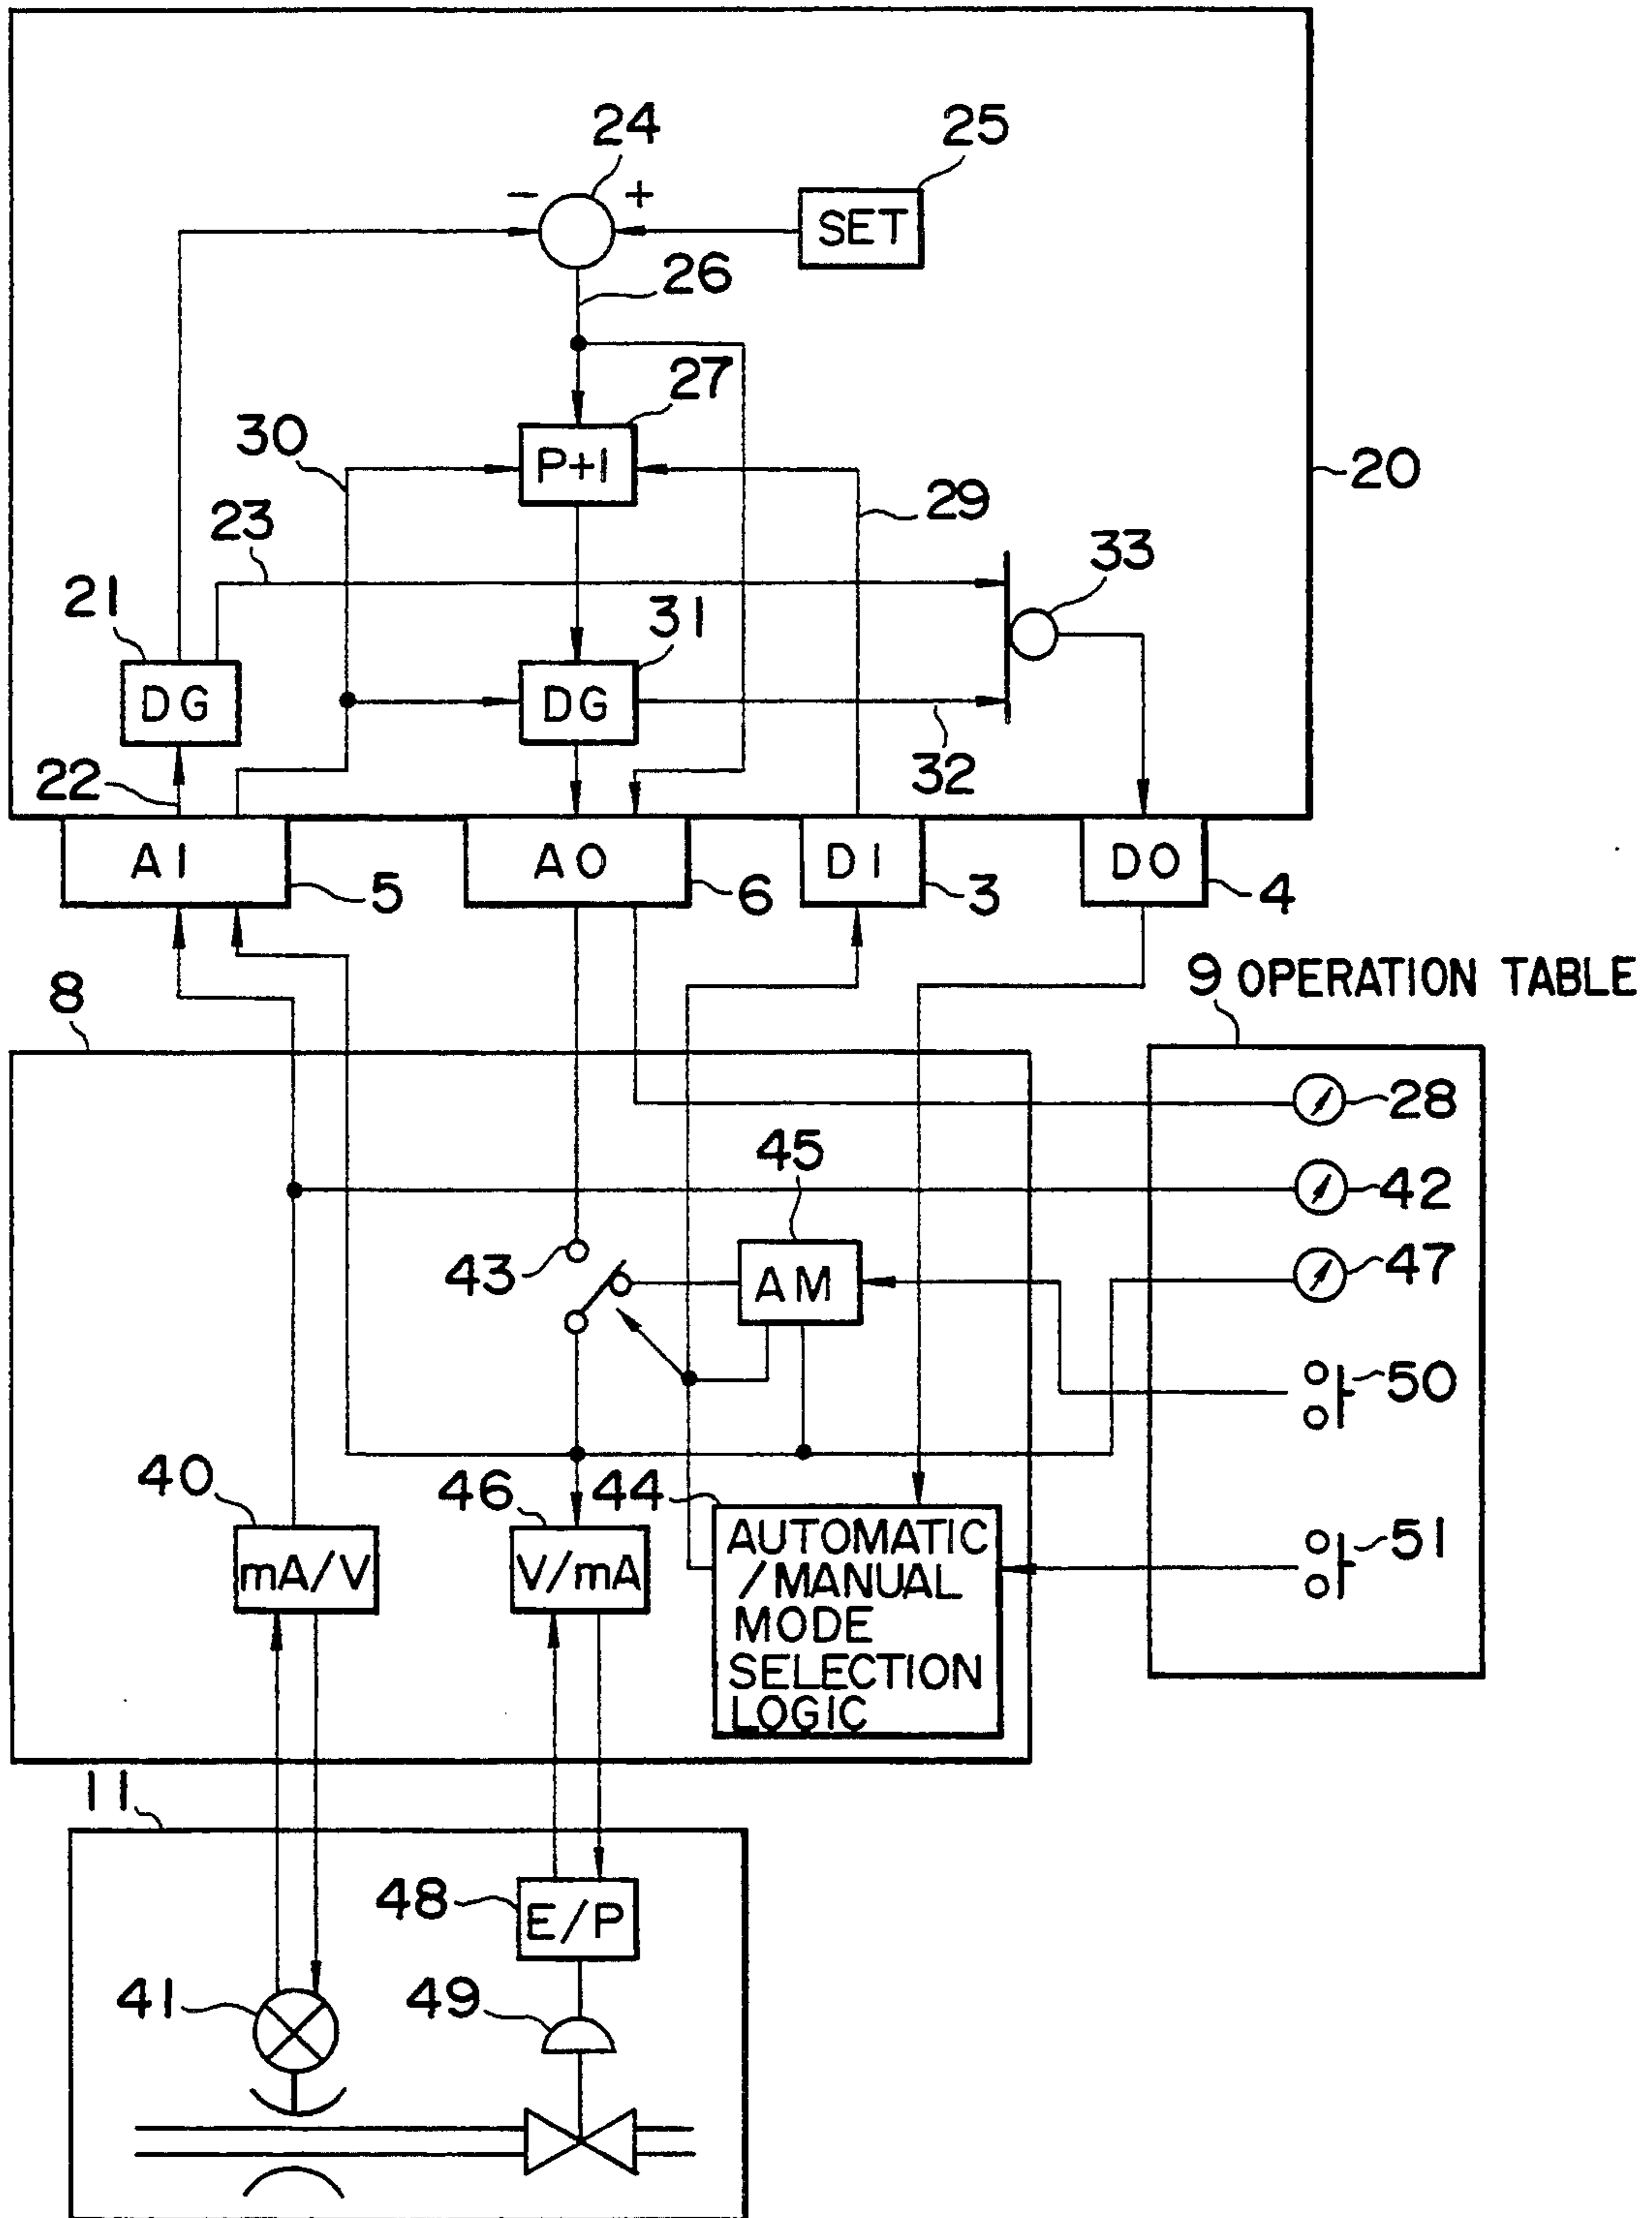 24
25
− +
SET
26
27
30
P+I
20
23
29
33
21
31
DG
DG
22
32
AI
AO
DI
DO
5
6
3
4
8
9 OPERATION TABLE
28
45
42
43
AM
47
50
40
46
44
AUTOMATIC
/MANUAL
MODE
SELECTION
LOGIC
51
mA/V
V/mA
11
48
E/P
41
49